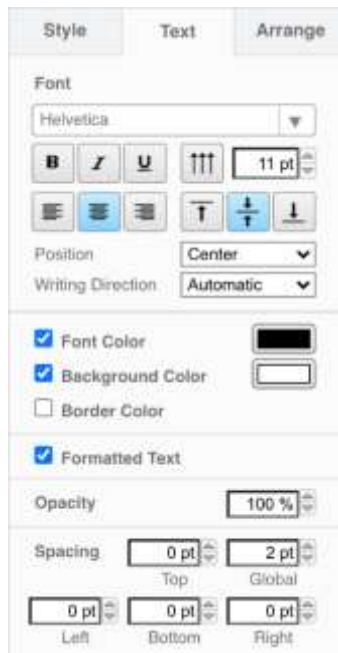 Style Text Arrange
Font
Helvetica
B I U 11 pt
Position Center
Writing Direction Automatic
Font Color
Background Color
Border Color
Formatted Text
Opacity 100 %
Spacing 0 pt 2 pt
Top Global
0 pt 0 pt 0 pt
Left Bottom Right